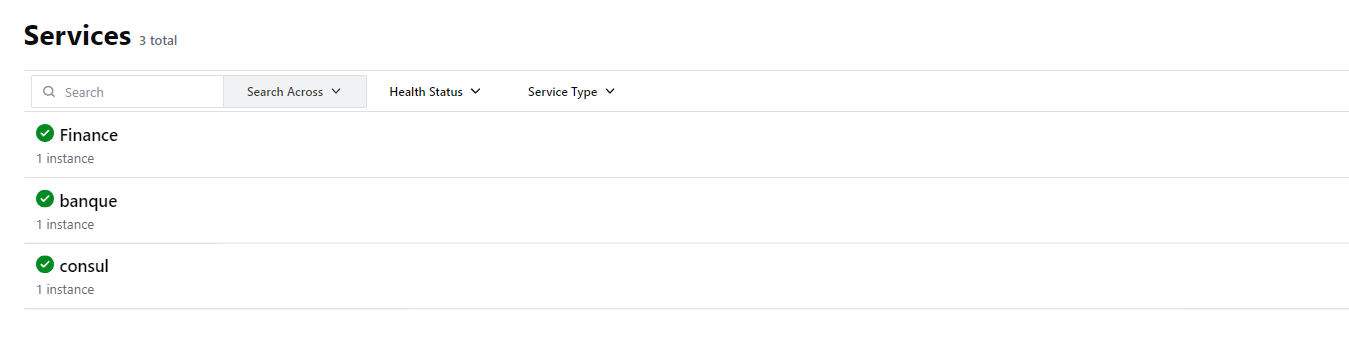 Services 3 total
Search Search Across Health Status Service Type
Finance
1 instance
banque
1 instance
consul
1 instance